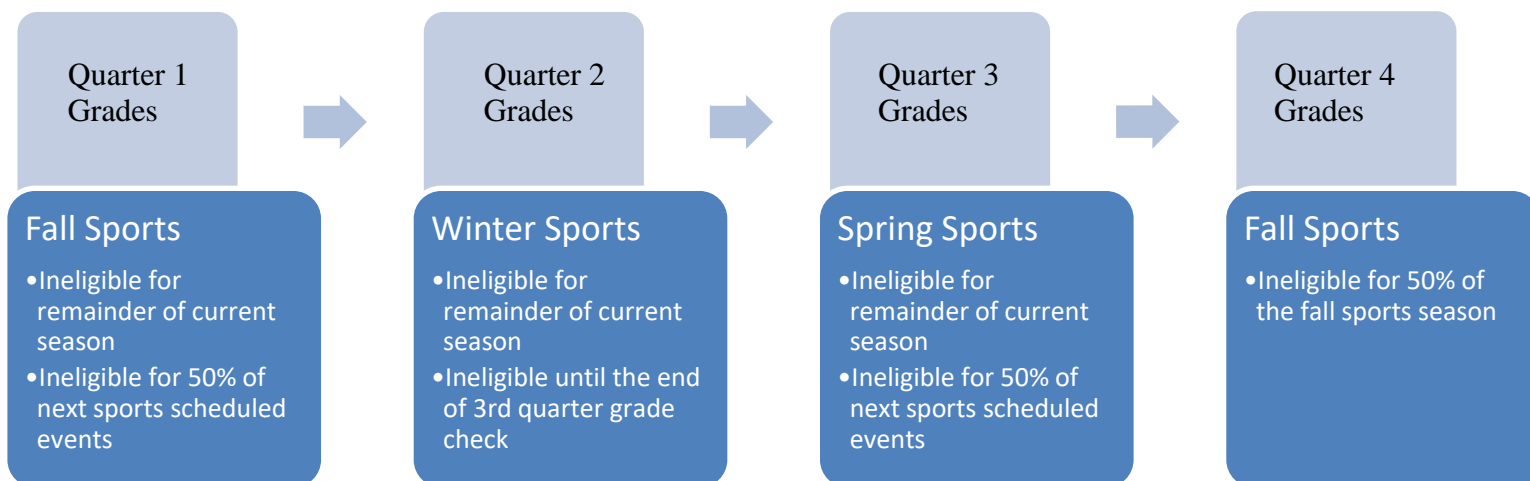 Quarter 1
Grades
Fall Sports
•Ineligible for
remainder of current
season
•Ineligible for 50% of
next sports scheduled
events
Quarter 2
Grades
Winter Sports
•Ineligible for
remainder of current
season
•Ineligible until the end
of 3rd quarter grade
check
Quarter 3
Grades
Spring Sports
•Ineligible for
remainder of current
season
•Ineligible for 50% of
next sports scheduled
events
Quarter 4
Grades
Fall Sports
•Ineligible for 50% of
the fall sports season